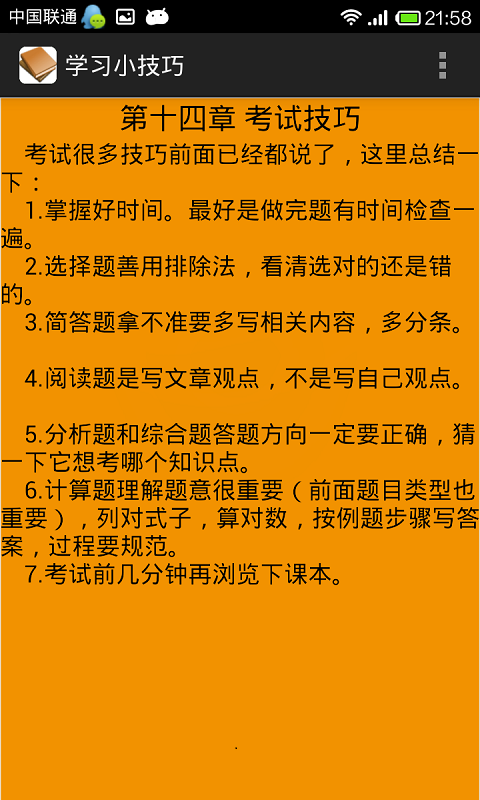 中国联通 21:58
学习小技巧
第十四章 考试技巧
考试很多技巧前面已经都说了，这里总结一
下：
1.掌握好时间。最好是做完题有时间检查一
遍。
2.选择题善用排除法，看清选对的还是错
的。
3.简答题拿不准要多写相关内容，多分条。
4.阅读题是写文章观点，不是写自己观点。
5.分析题和综合题答题方向一定要正确，猜
一下它想考哪个知识点。
6.计算题理解题意很重要（前面题目类型也
重要），列对式子，算对数，按例题步骤写答
案，过程要规范。
7.考试前几分钟再浏览下课本。